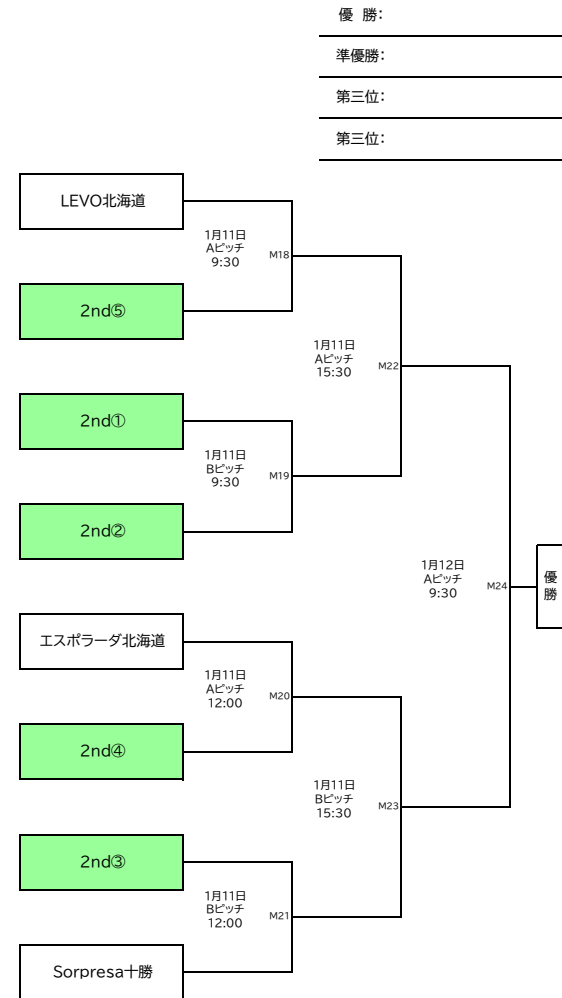 優 勝:
準優勝:
第三位:
第三位:
LEVO北海道
1月11日
Aピッチ
9:30
M18
2nd⑤
1月11日
Aピッチ
15:30
M22
2nd①
1月11日
Bピッチ
9:30
M19
2nd②
1月12日
Aピッチ
9:30
M24
優
勝
エスポラーダ北海道
1月11日
Aピッチ
12:00
M20
2nd④
1月11日
Bピッチ
15:30
M23
2nd③
1月11日
Bピッチ
12:00
M21
Sorpresa十勝